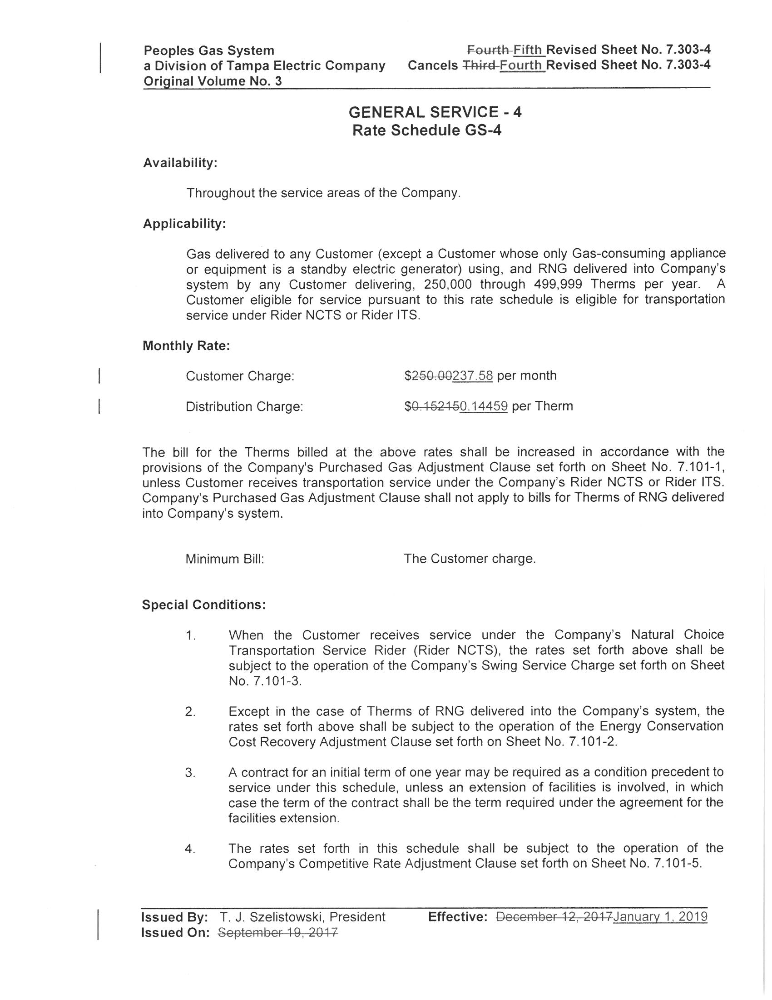 Peoples Gas System Fourth Fifth Revised Sheet No. 7.303-4
a Division of Tampa Electric Company Cancels Third Fourth Revised Sheet No. 7.303-4
Original Volume No. 3
GENERAL SERVICE - 4
Rate Schedule GS-4
Availability:
Throughout the service areas of the Company.
Applicability:
Gas delivered to any Customer (except a Customer whose only Gas-consuming appliance
or equipment is a standby electric generator) using, and RNG delivered into Company's
system by any Customer delivering, 250,000 through 499,999 Therms per year. A
Customer eligible for service pursuant to this rate schedule is eligible for transportation
service under Rider NCTS or Rider ITS.
Monthly Rate:
Customer Charge: $250.00237.58 per month
Distribution Charge: $0.152150.14459 per Therm
The bill for the Therms billed at the above rates shall be increased in accordance with the
provisions of the Company's Purchased Gas Adjustment Clause set forth on Sheet No. 7.101-1,
unless Customer receives transportation service under the Company's Rider NCTS or Rider ITS.
Company's Purchased Gas Adjustment Clause shall not apply to bills for Therms of RNG delivered
into Company's system.
Minimum Bill: The Customer charge.
Special Conditions:
1. When the Customer receives service under the Company's Natural Choice
Transportation Service Rider (Rider NCTS), the rates set forth above shall be
subject to the operation of the Company's Swing Service Charge set forth on Sheet
No. 7.101-3.
2. Except in the case of Therms of RNG delivered into the Company's system, the
rates set forth above shall be subject to the operation of the Energy Conservation
Cost Recovery Adjustment Clause set forth on Sheet No. 7.101-2.
3. A contract for an initial term of one year may be required as a condition precedent to
service under this schedule, unless an extension of facilities is involved, in which
case the term of the contract shall be the term required under the agreement for the
facilities extension.
4. The rates set forth in this schedule shall be subject to the operation of the
Company's Competitive Rate Adjustment Clause set forth on Sheet No. 7.101-5.
Issued By: T. J. Szelistowski, President Effective: December 12, 2017January 1, 2019
Issued On: September 19, 2017